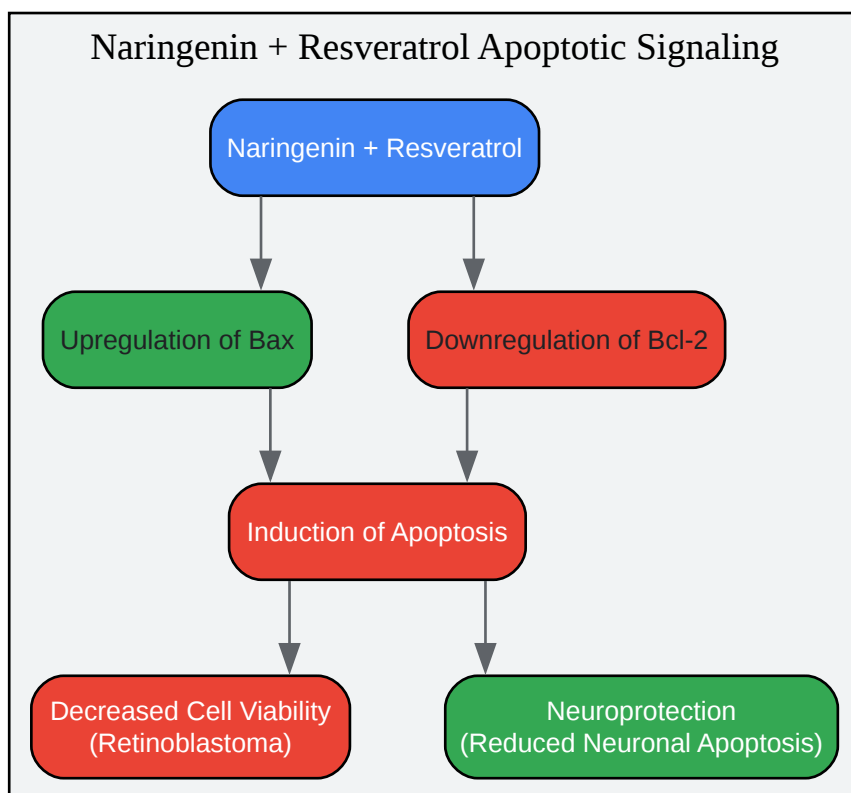 Naringenin + Resveratrol Apoptotic Signaling
Naringenin + Resveratrol
Upregulation of Bax
Downregulation of Bcl-2
Induction of Apoptosis
Decreased Cell Viability
(Retinoblastoma)
Neuroprotection
(Reduced Neuronal Apoptosis)